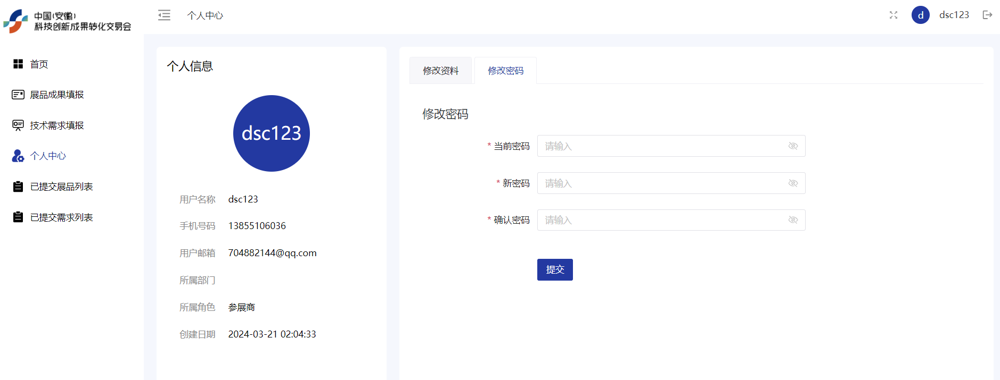 中国(安徽)
科技创新成果转化交易会
首页
展品成果填报
技术需求填报
个人中心
已提交展品列表
已提交需求列表
个人中心
d
dsc123
个人信息
dsc123
用户名称 dsc123
手机号码 13855106036
用户邮箱 704882144@qq.com
所属部门
所属角色 参展商
创建日期 2024-03-21 02:04:33
修改资料
修改密码
修改密码
* 当前密码 请输入
* 新密码 请输入
* 确认密码 请输入
提交